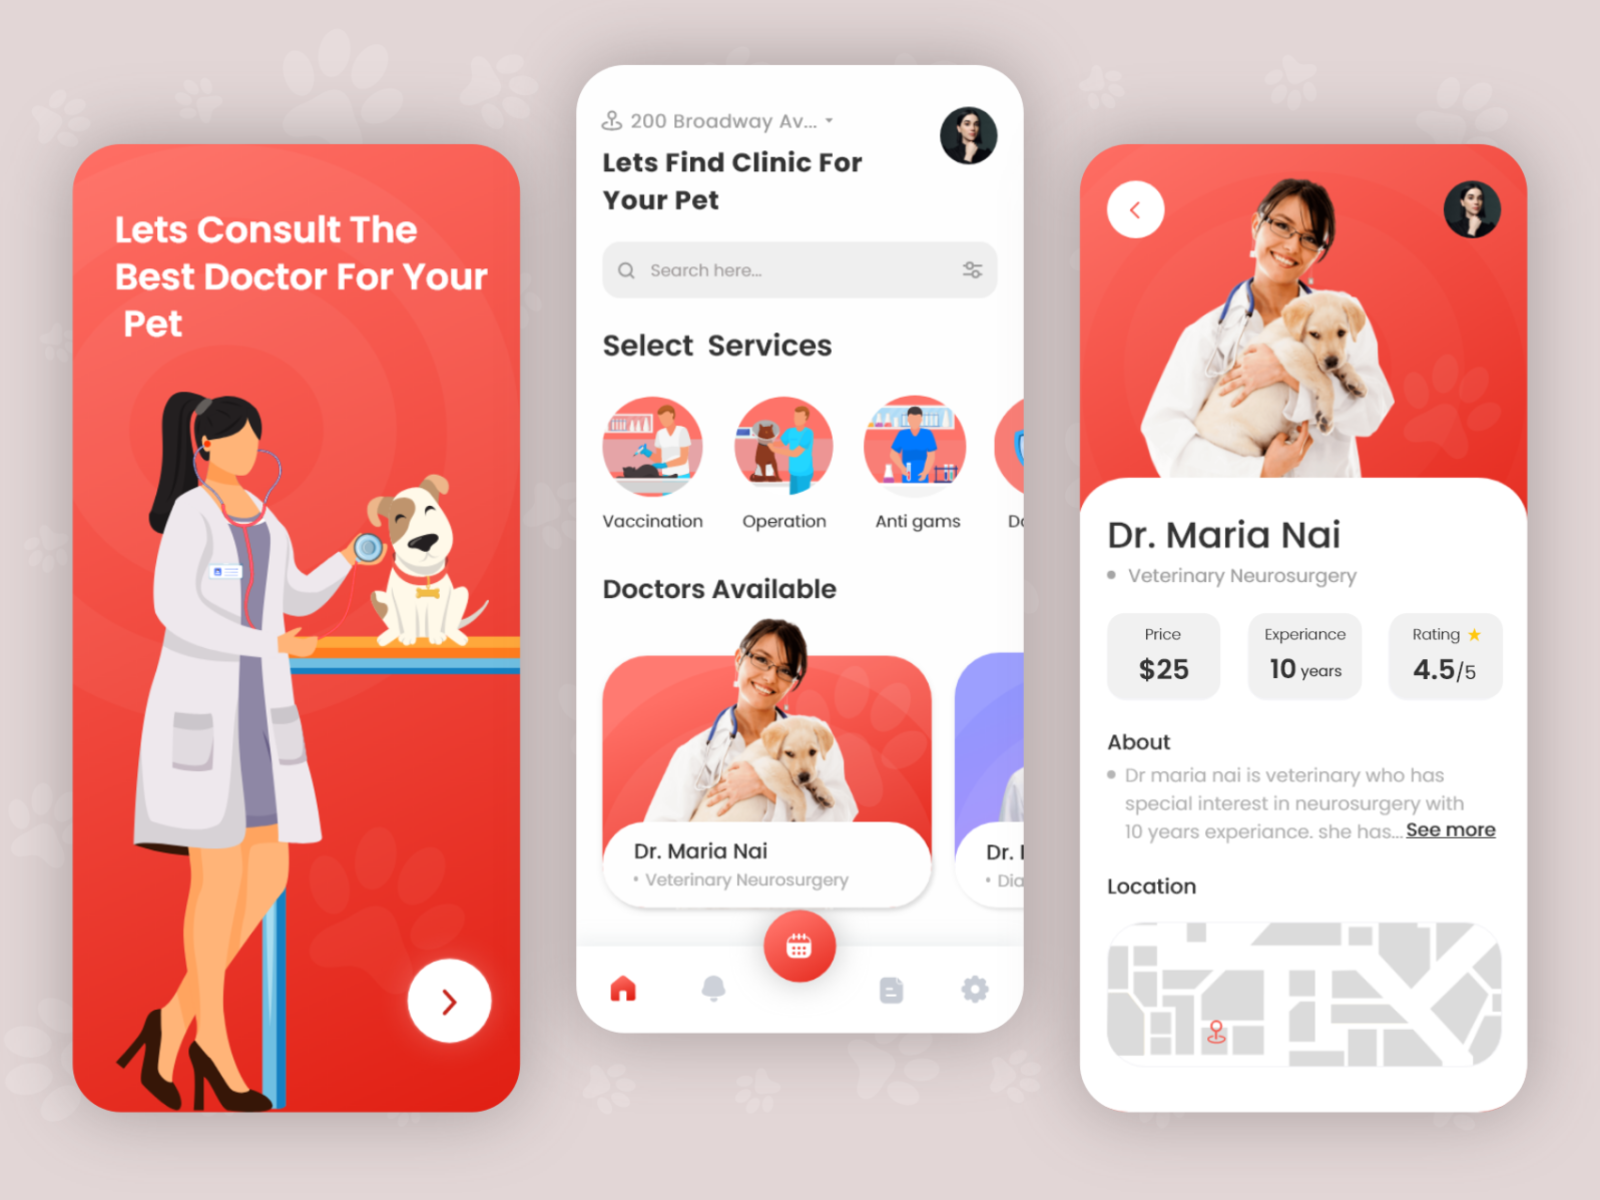 Lets Consult The
Best Doctor For Your
Pet
200 Broadway Av...
Lets Find Clinic For
Your Pet
Search here...
Select Services
Vaccination
Operation
Anti gams
Doctors Available
Dr. Maria Nai
• Veterinary Neurosurgery
Dr.
• Dia
Dr. Maria Nai
• Veterinary Neurosurgery
Price
$25
Experiance
10 years
Rating
4.5/5
About
• Dr maria nai is veterinary who has
special interest in neurosurgery with
10 years experiance. she has... See more
Location